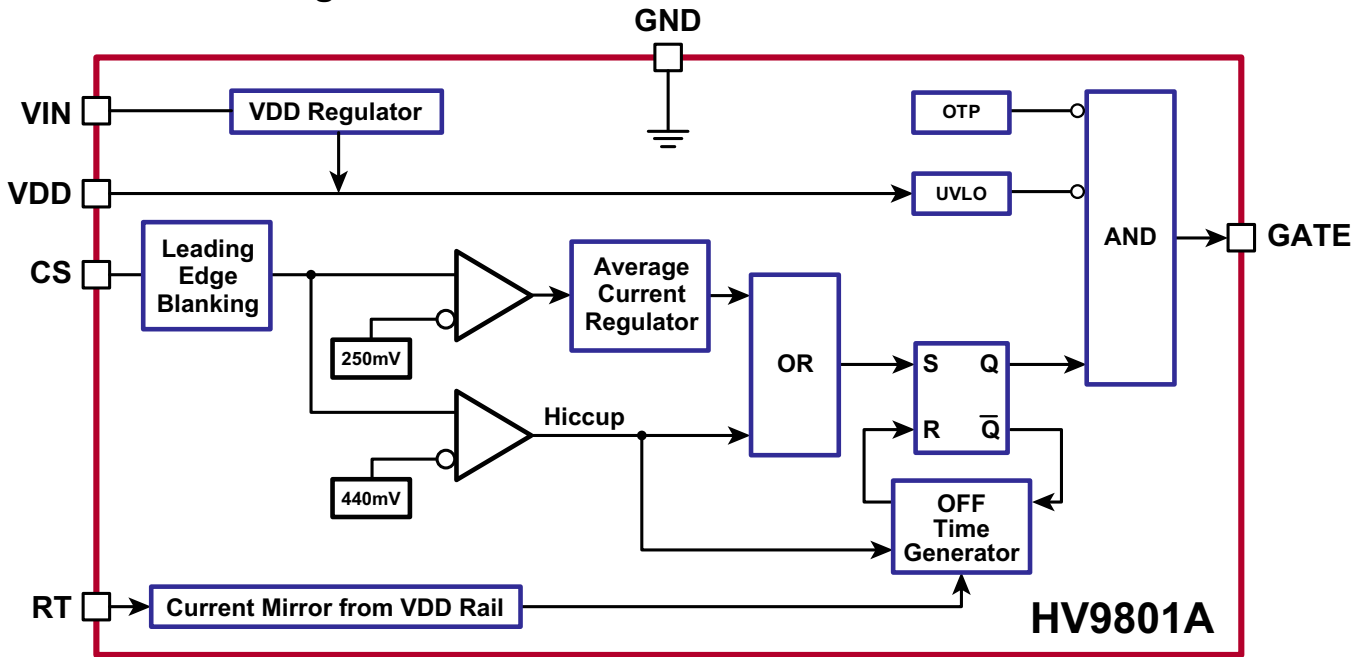 GND
VIN
VDD Regulator
OTP
VDD
UVLO
AND
GATE
CS
Leading
Edge
Blanking
Average
Current
Regulator
250mV
OR
S Q
R Q̅
Hiccup
440mV
OFF
Time
Generator
RT
Current Mirror from VDD Rail
HV9801A